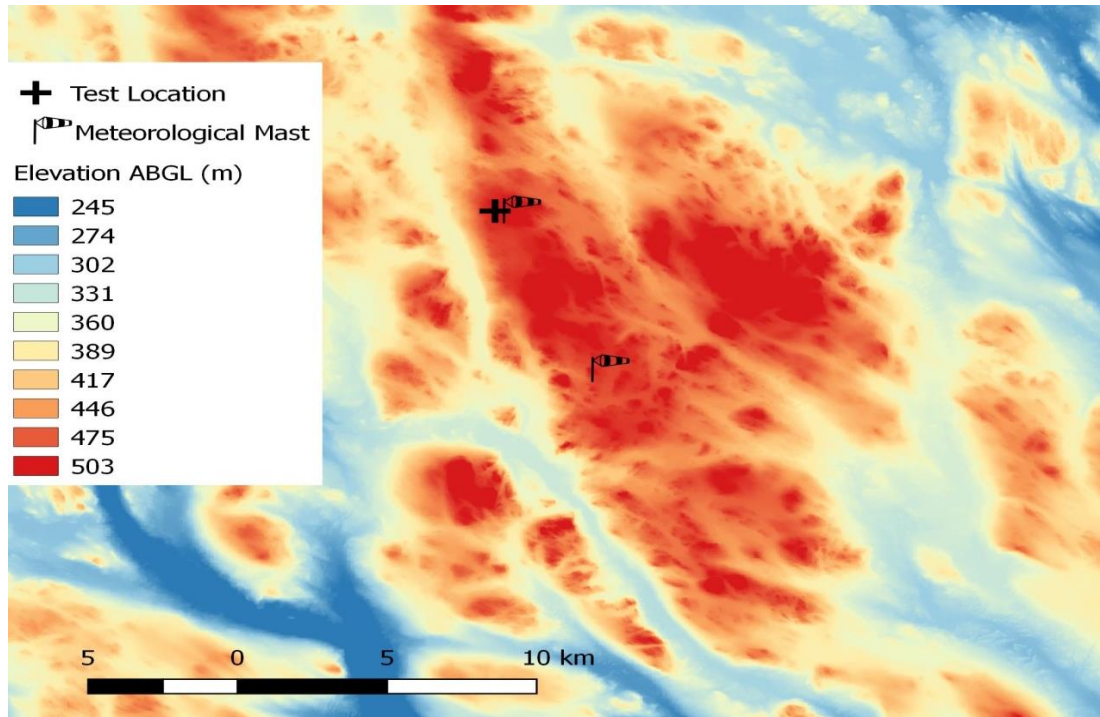 Test Location
Meteorological Mast
Elevation ABGL (m)
245
274
302
331
360
389
417
446
475
503
5 0 5 10 km